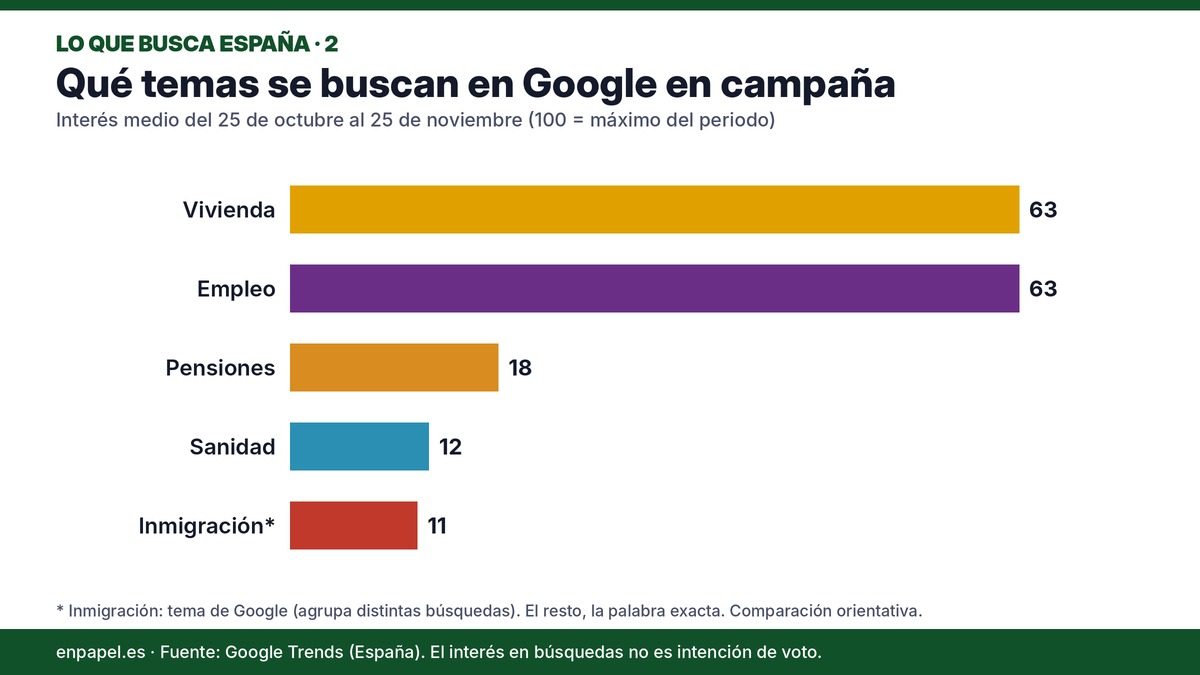 LO QUE BUSCA ESPAÑA · 2
Qué temas se buscan en Google en campaña
Interés medio del 25 de octubre al 25 de noviembre (100 = máximo del periodo)
Vivienda 63
Empleo 63
Pensiones 18
Sanidad 12
Inmigración* 11
* Inmigración: tema de Google (agrupa distintas búsquedas). El resto, la palabra exacta. Comparación orientativa.
enpapel.es · Fuente: Google Trends (España). El interés en búsquedas no es intención de voto.